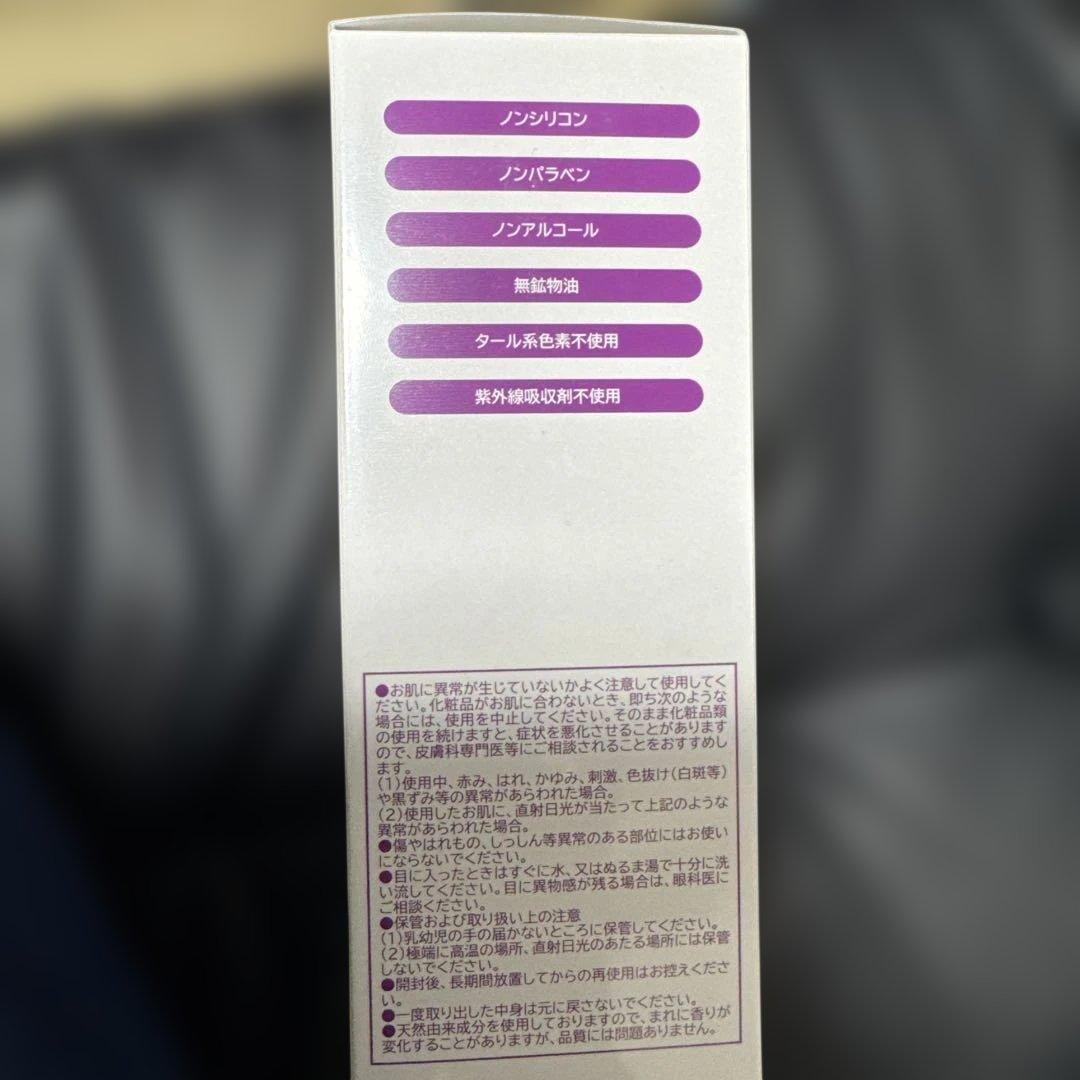 ノンシリコン
ノンパラベン
ノンアルコール
無鉱物油
タール系色素不使用
紫外線吸収剤不使用
●お肌に異常が生じていないかよく注意して使用してく
ださい。化粧品がお肌に合わないとき、即ち次のような
場合には、使用を中止してください。そのまま化粧品類
の使用を続けますと、症状を悪化させることがあります
ので、皮膚科専門医等にご相談されることをおすすめし
ます。
(1)使用中、赤み、はれ、かゆみ、刺激、色抜け(白斑等)
や黒ずみ等の異常があらわれた場合。
(2)使用したお肌に、直射日光が当たって上記のような
異常があらわれた場合。
●傷やはれもの、しっしん等異常のある部位にはお使い
にならないでください。
●目に入ったときはすぐに水、又はぬるま湯で十分に洗
い流してください。目に異物感が残る場合は、眼科医に
ご相談ください。
●保管および取り扱い上の注意
(1)乳幼児の手の届かないところに保管してください。
(2)極端に高温の場所、直射日光のあたる場所には保管
しないでください。
●開封後、長期間放置してからの再使用はお控えくださ
い。
●一度取り出した中身は元に戻さないでください。
●天然由来成分を使用しておりますので、まれに香りが
変化することがありますが、品質には問題ありません。